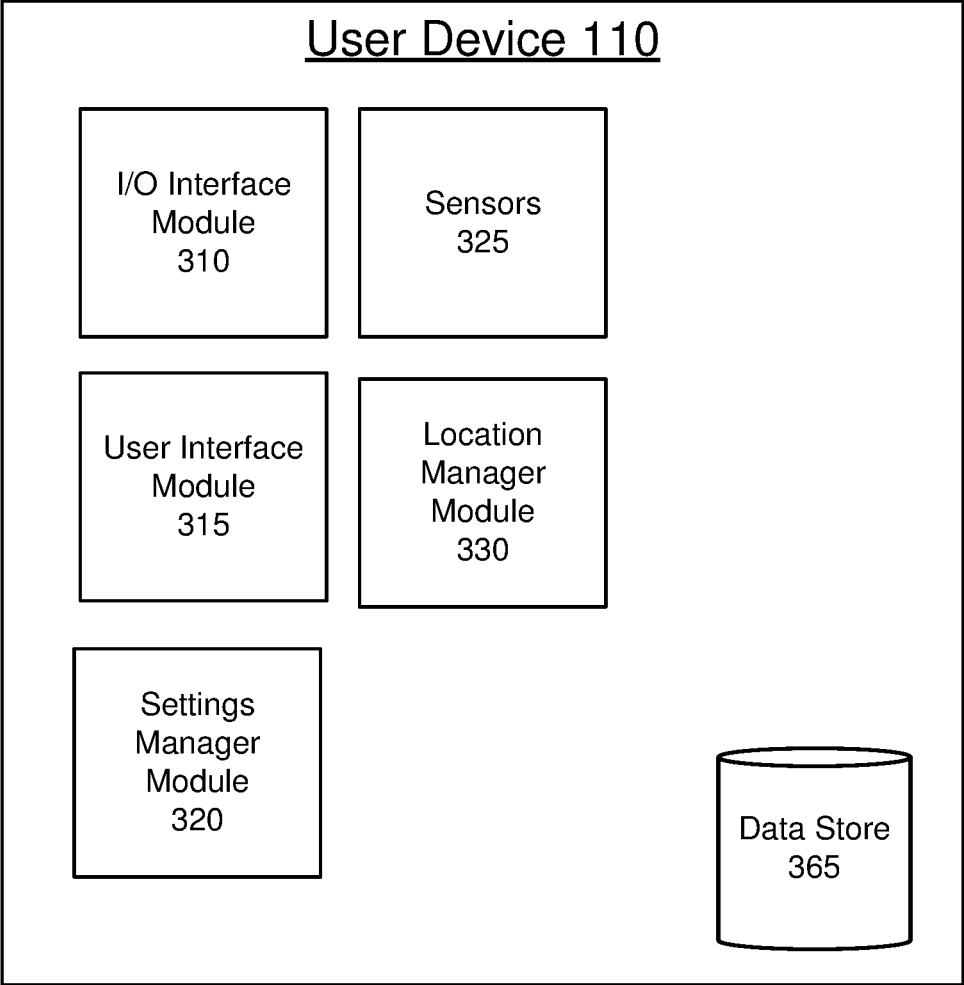 User Device 110
I/O Interface
Module
310
Sensors
325
User Interface
Module
315
Location
Manager
Module
330
Settings
Manager
Module
320
Data Store
365